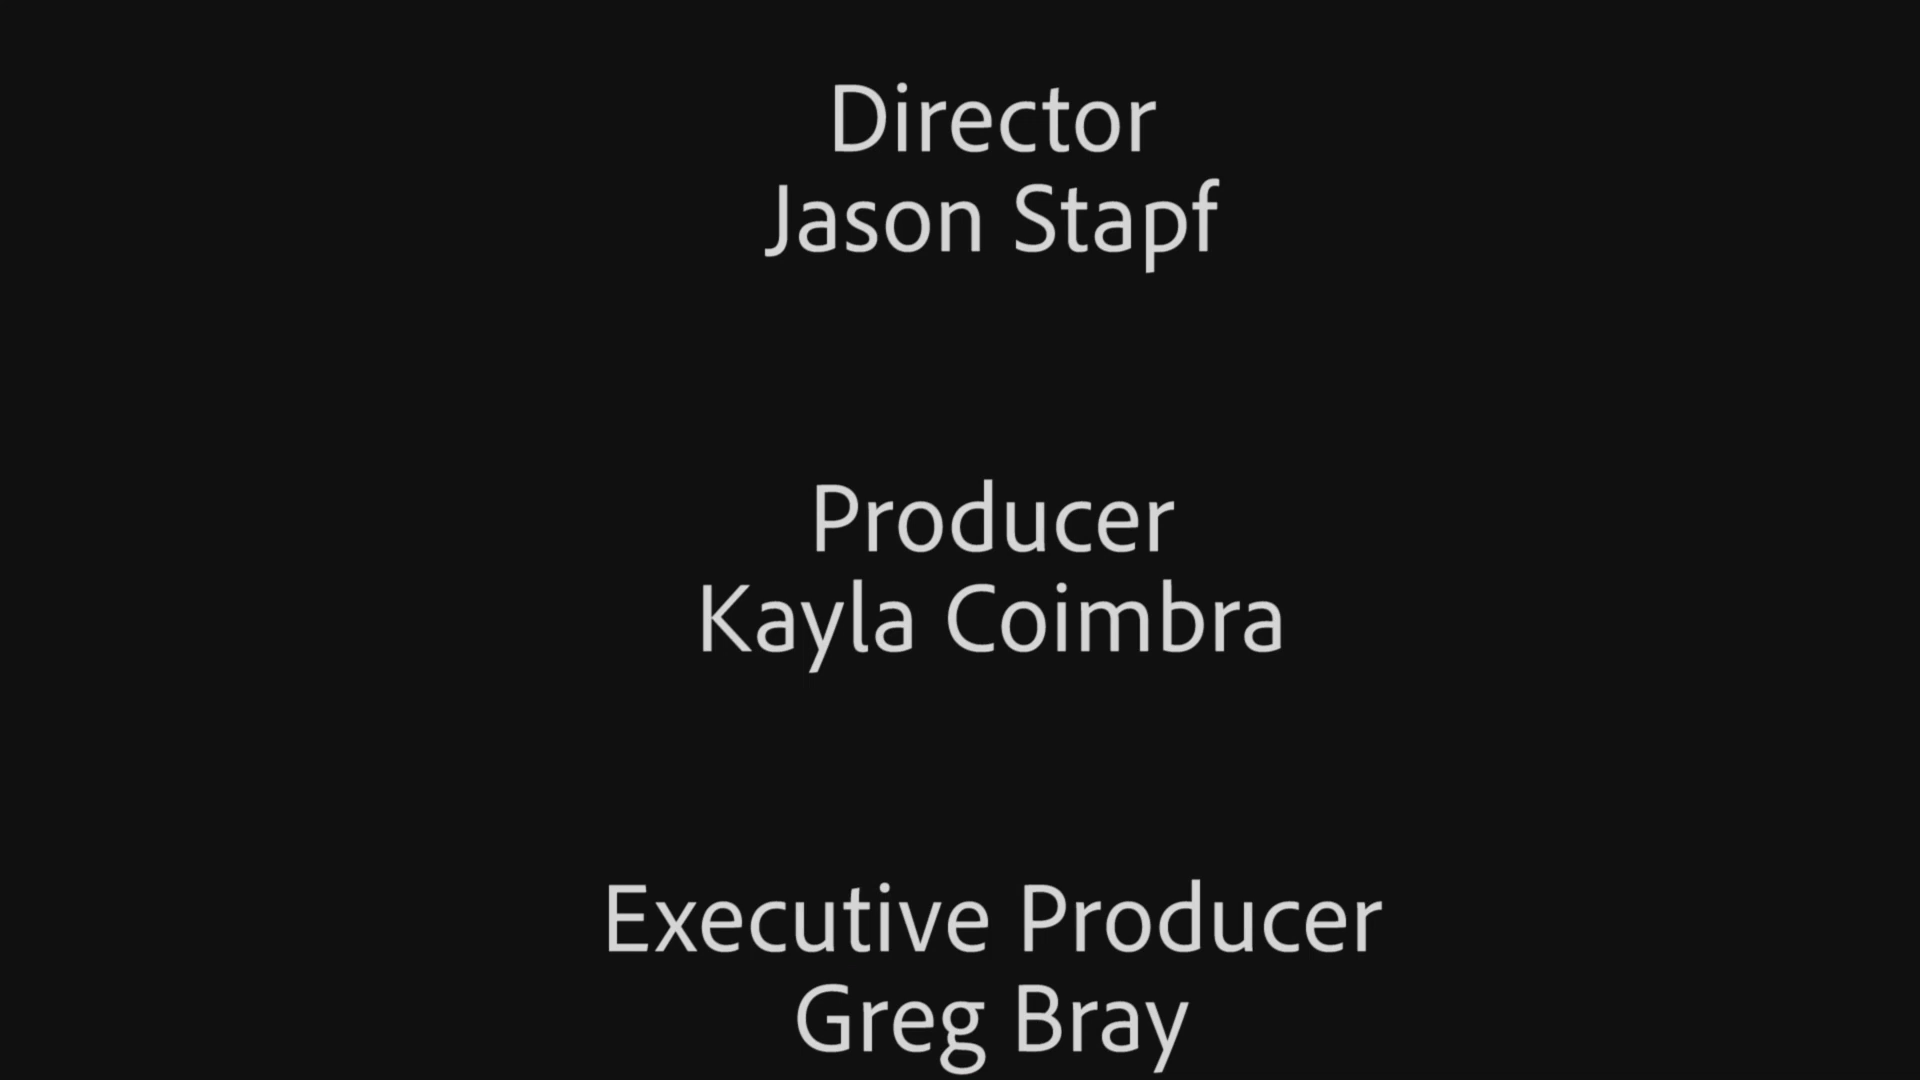 Director
Jason Stapf
Producer
Kayla Coimbra
Executive Producer
Greg Bray